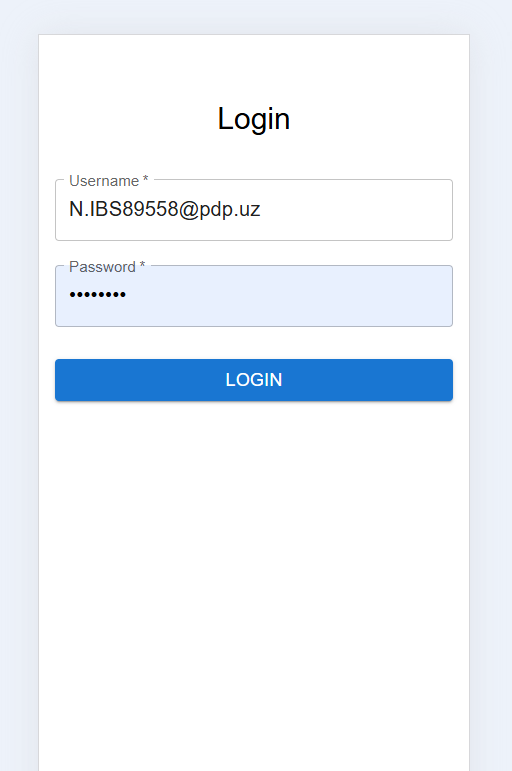 Login
Username *
N.IBS89558@pdp.uz
Password *
••••••••
LOGIN